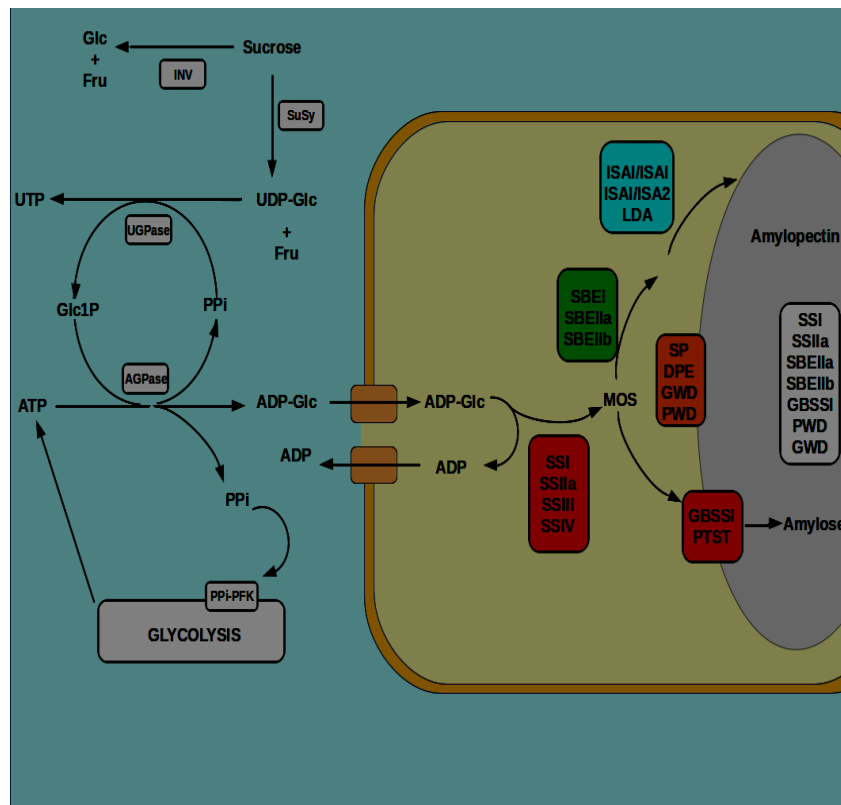 Glc
+
Fru
Sucrose
INV
SuSy
UTP
UDP-Glc
+
Fru
UGPase
Glc1P
PPi
AGPase
ATP
ADP-Glc
ADP-Glc
ADP
ADP
PPi
PPi-PFK
GLYCOLYSIS
ISAI/ISAI
ISAI/ISA2
LDA
SBEI
SBEIIa
SBEIIb
MOS
SP
DPE
GWD
PWD
SSI
SSIIa
SSIII
SSIV
GBSSI
PTST
Amylopectin
SSI
SSIIa
SBEIIa
SBEIIb
GBSSI
PWD
GWD
Amylose